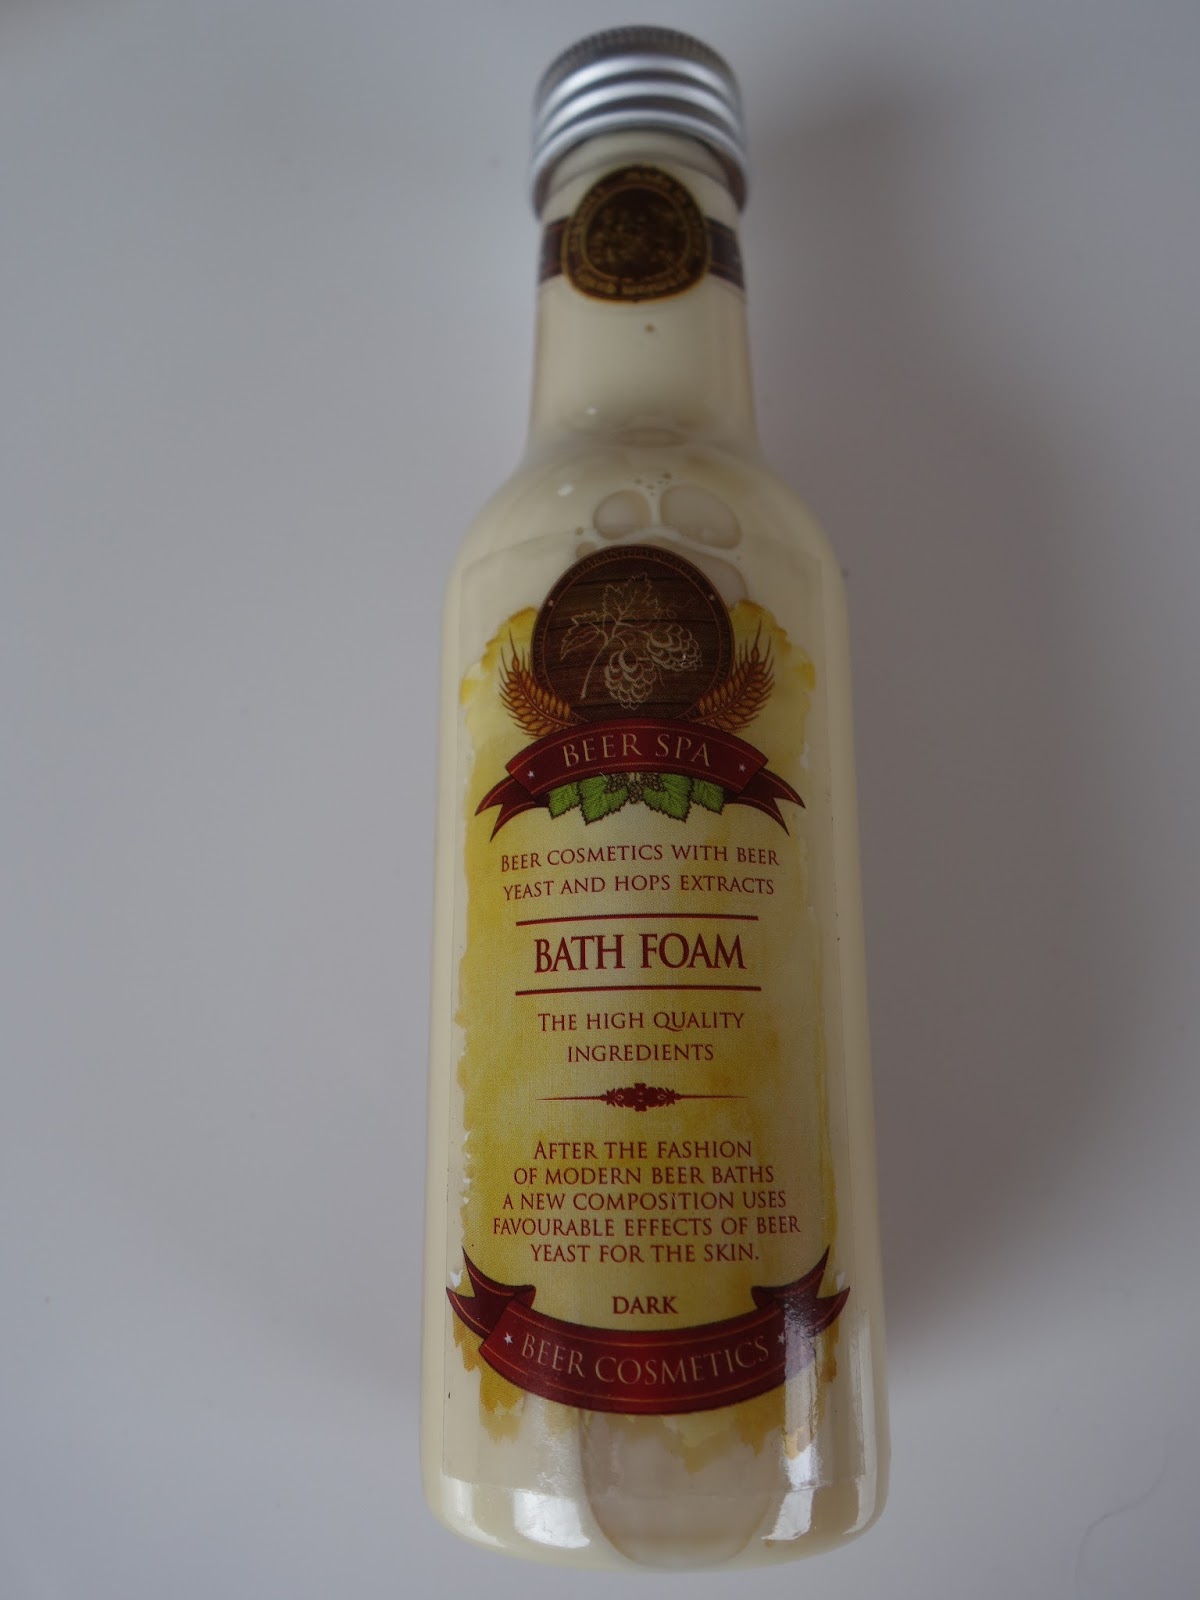 BEER SPA
BEER COSMETICS WITH BEER
YEAST AND HOPS EXTRACTS
BATH FOAM
THE HIGH QUALITY
INGREDIENTS
AFTER THE FASHION
OF MODERN BEER BATHS
A NEW COMPOSITION USES
FAVOURABLE EFFECTS OF BEER
YEAST FOR THE SKIN.
DARK
BEER COSMETICS